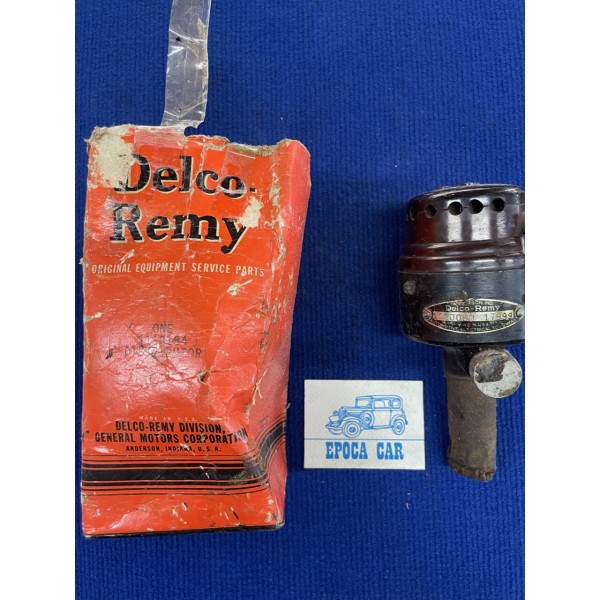 Delco-
Remy
ORIGINAL EQUIPMENT SERVICE PARTS
ONE
DISTRIBUTOR
MADE IN U.S.A.
DELCO-REMY DIVISION,
GENERAL MOTORS CORPORATION
ANDERSON, INDIANA, U.S.A.
EPOCA CAR
Delco-Remy